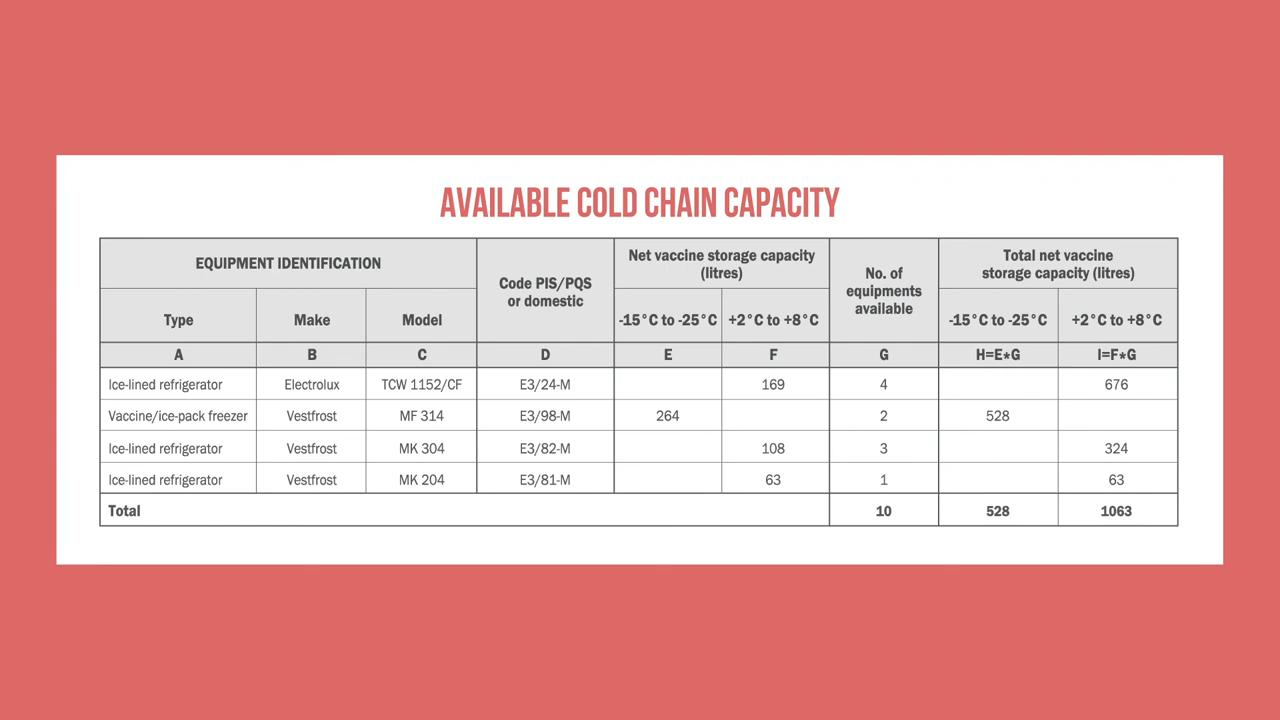 AVAILABLE COLD CHAIN CAPACITY
EQUIPMENT IDENTIFICATION
Code PIS/PQS
or domestic
Net vaccine storage capacity
(litres)
No. of
equipments
available
Total net vaccine
storage capacity (litres)
Type Make Model -15°C to -25°C +2°C to +8°C -15°C to -25°C +2°C to +8°C
A B C D E F G H=E*G I=F*G
Ice-lined refrigerator Electrolux TCW 1152/CF E3/24-M 169 4 676
Vaccine/ice-pack freezer Vestfrost MF 314 E3/98-M 264 2 528
Ice-lined refrigerator Vestfrost MK 304 E3/82-M 108 3 324
Ice-lined refrigerator Vestfrost MK 204 E3/81-M 63 1 63
Total 10 528 1063